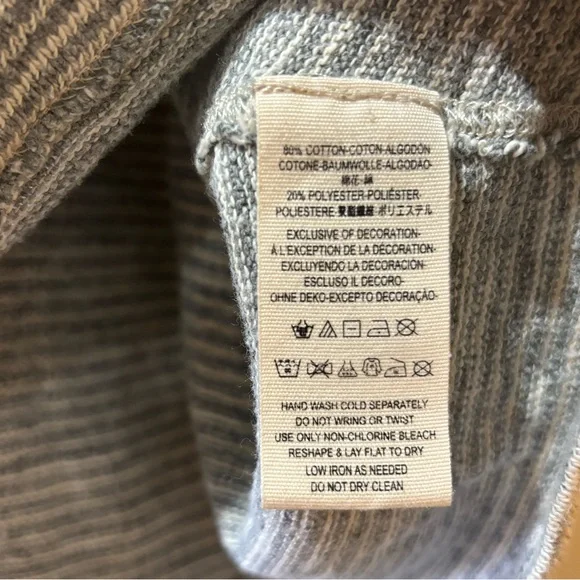 80% COTTON-COTON-ALGODÓN
COTONE-BAUMWOLLE-ALGODAO
棉花-綿
20% POLYESTER-POLIÉSTER
POLIESTERE 聚酯纖維 ポリエステル
EXCLUSIVE OF DECORATION-
À L'EXCEPTION DE LA DÉCORATION-
EXCLUYENDO LA DECORACIÓN-
ESCLUSO IL DECORO-
OHNE DEKO-EXCEPTO DECORAÇÃO-
HAND WASH COLD SEPARATELY
DO NOT WRING OR TWIST
USE ONLY NON-CHLORINE BLEACH
RESHAPE & LAY FLAT TO DRY
LOW IRON AS NEEDED
DO NOT DRY CLEAN